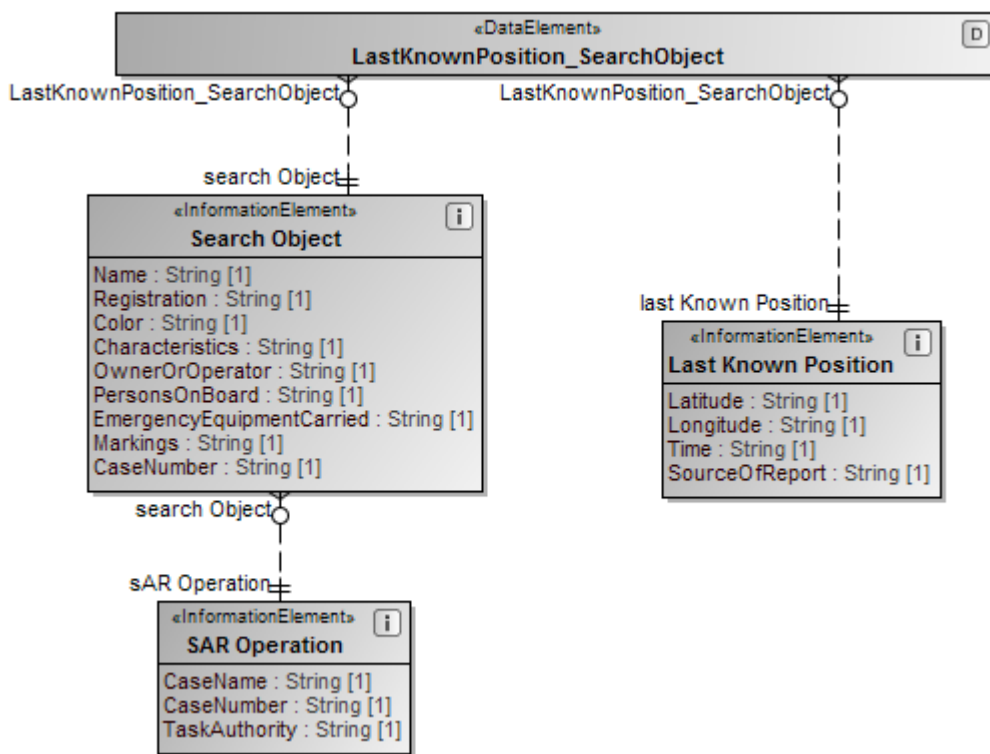 «DataElement»
D
LastKnownPosition_SearchObject
LastKnownPosition_SearchObject
LastKnownPosition_SearchObject
search Object
«InformationElement»
i
Search Object
Name : String [1]
Registration : String [1]
Color : String [1]
Characteristics : String [1]
OwnerOrOperator : String [1]
PersonsOnBoard : String [1]
EmergencyEquipmentCarried : String [1]
Markings : String [1]
CaseNumber : String [1]
last Known Position
«InformationElement»
i
Last Known Position
Latitude : String [1]
Longitude : String [1]
Time : String [1]
SourceOfReport : String [1]
search Object
sAR Operation
«InformationElement»
i
SAR Operation
CaseName : String [1]
CaseNumber : String [1]
TaskAuthority : String [1]